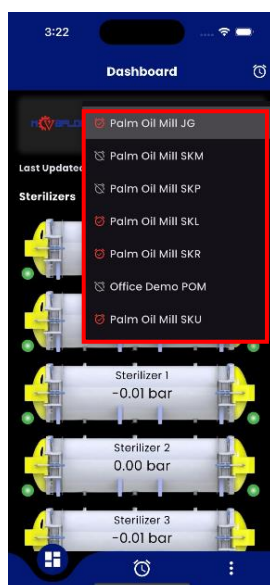 3:22
Dashboard
Palm Oil Mill JG
Palm Oil Mill SKM
Last Updated
Palm Oil Mill SKP
Sterilizers
Palm Oil Mill SKL
Palm Oil Mill SKR
Office Demo POM
Palm Oil Mill SKU
Sterilizer 1
-0.01 bar
Sterilizer 2
0.00 bar
Sterilizer 3
-0.01 bar